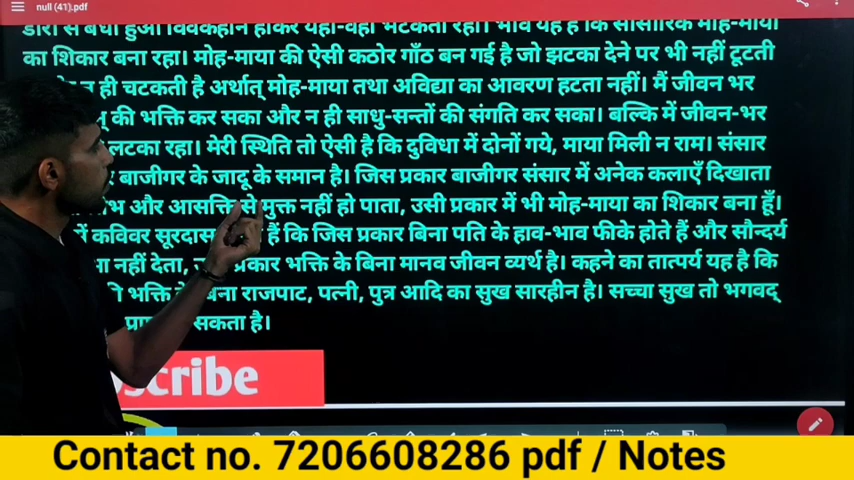 null (41).pdf
डोरी से बंधा हुआ विवेकहीन होकर यहाँ-वहाँ भटकता रहा। भाव यह है कि सांसारिक मोह-माया
का शिकार बना रहा। मोह-माया की ऐसी कठोर गाँठ बन गई है जो झटका देने पर भी नहीं टूटती
ही चटकती है अर्थात् मोह-माया तथा अविद्या का आवरण हटता नहीं। मैं जीवन भर
की भक्ति कर सका और न ही साधु-सन्तों की संगति कर सका। बल्कि में जीवन-भर
लटका रहा। मेरी स्थिति तो ऐसी है कि दुविधा में दोनों गये, माया मिली न राम। संसार
बाजीगर के जादू के समान है। जिस प्रकार बाजीगर संसार में अनेक कलाएँ दिखाता
और आसक्ति से मुक्त नहीं हो पाता, उसी प्रकार में भी मोह-माया का शिकार बना हूँ।
कविवर सूरदास हैं कि जिस प्रकार बिना पति के हाव-भाव फीके होते हैं और सौन्दर्य
नहीं देता, प्रकार भक्ति के बिना मानव जीवन व्यर्थ है। कहने का तात्पर्य यह है कि
भक्ति के बिना राजपाट, पत्नी, पुत्र आदि का सुख सारहीन है। सच्चा सुख तो भगवद्
सकता है।
scribe
Contact no. 7206608286 pdf / Notes